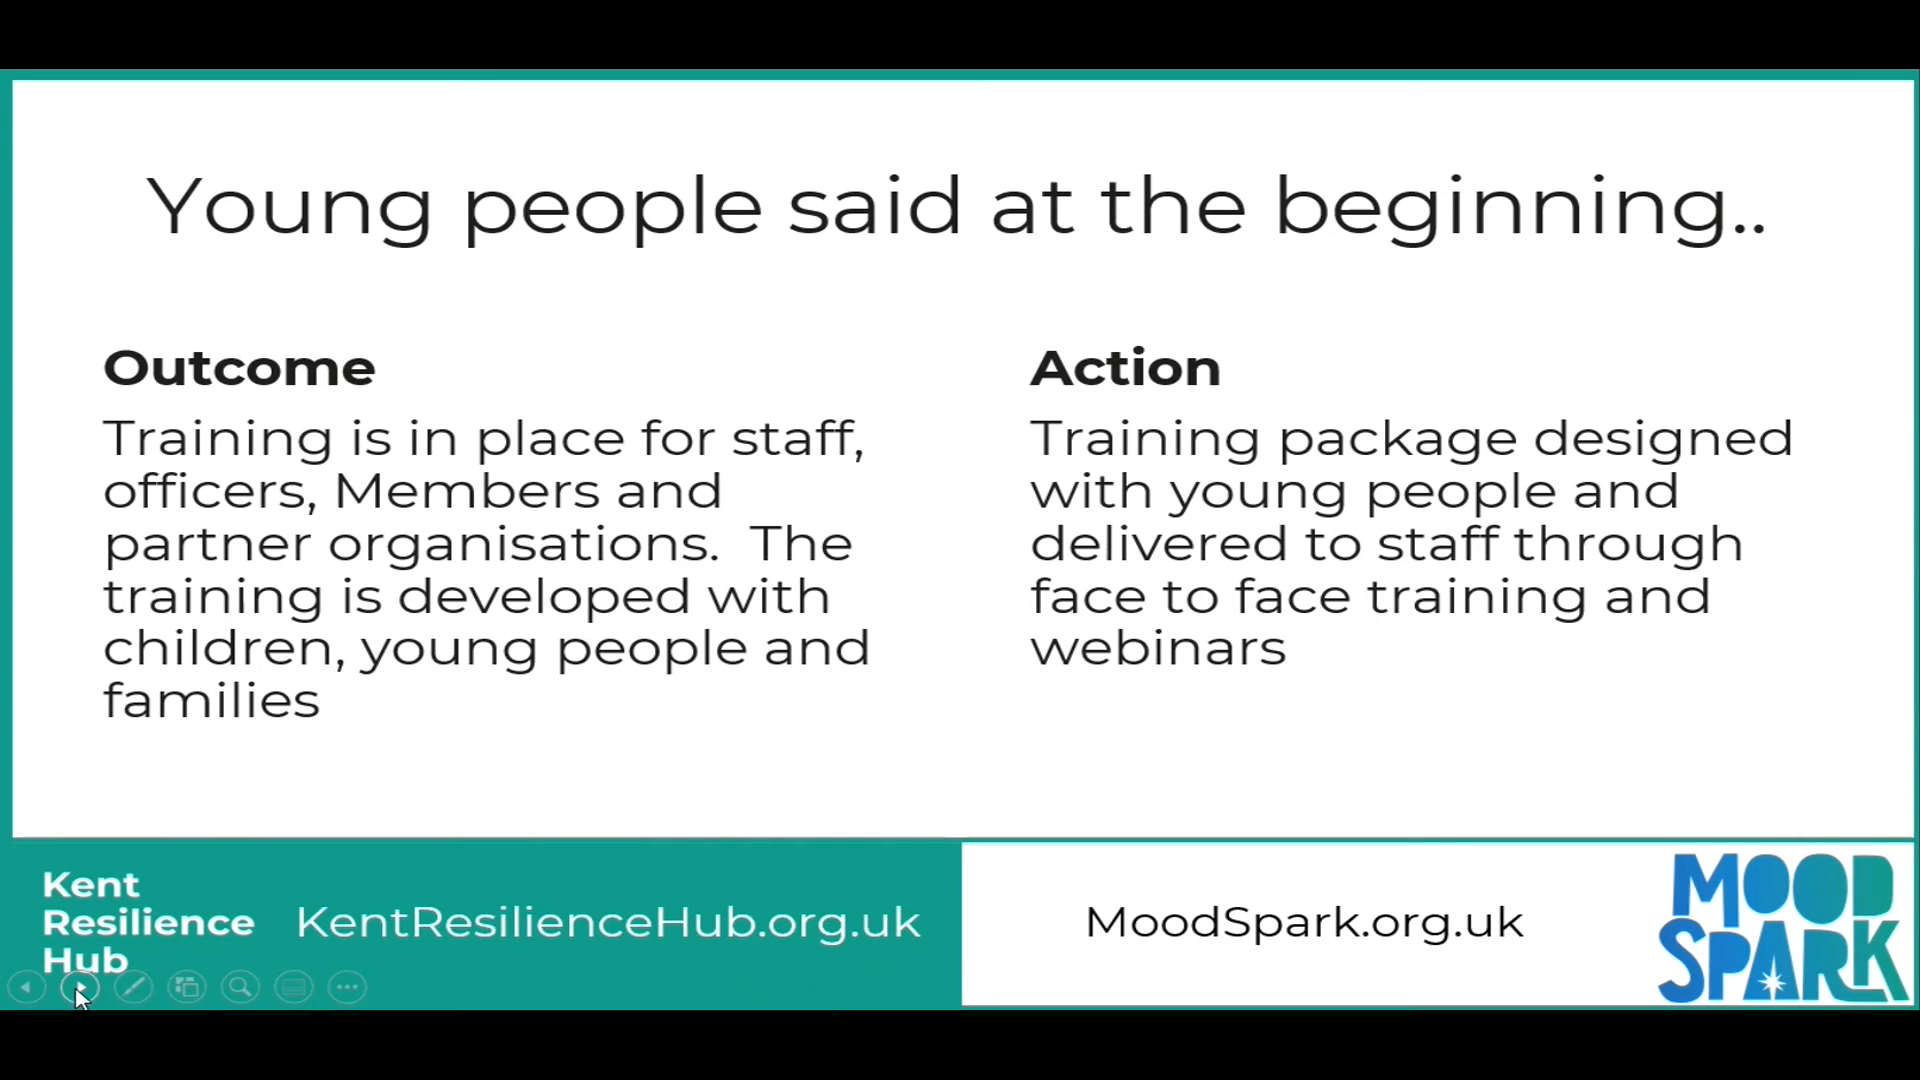 Young people said at the beginning..
Outcome
Training is in place for staff,
officers, Members and
partner organisations.  The
training is developed with
children, young people and
families
Action
Training package designed
with young people and
delivered to staff through
face to face training and
webinars
Kent
Resilience
Hub
KentResilienceHub.org.uk
MoodSpark.org.uk
MOOD
SPARK